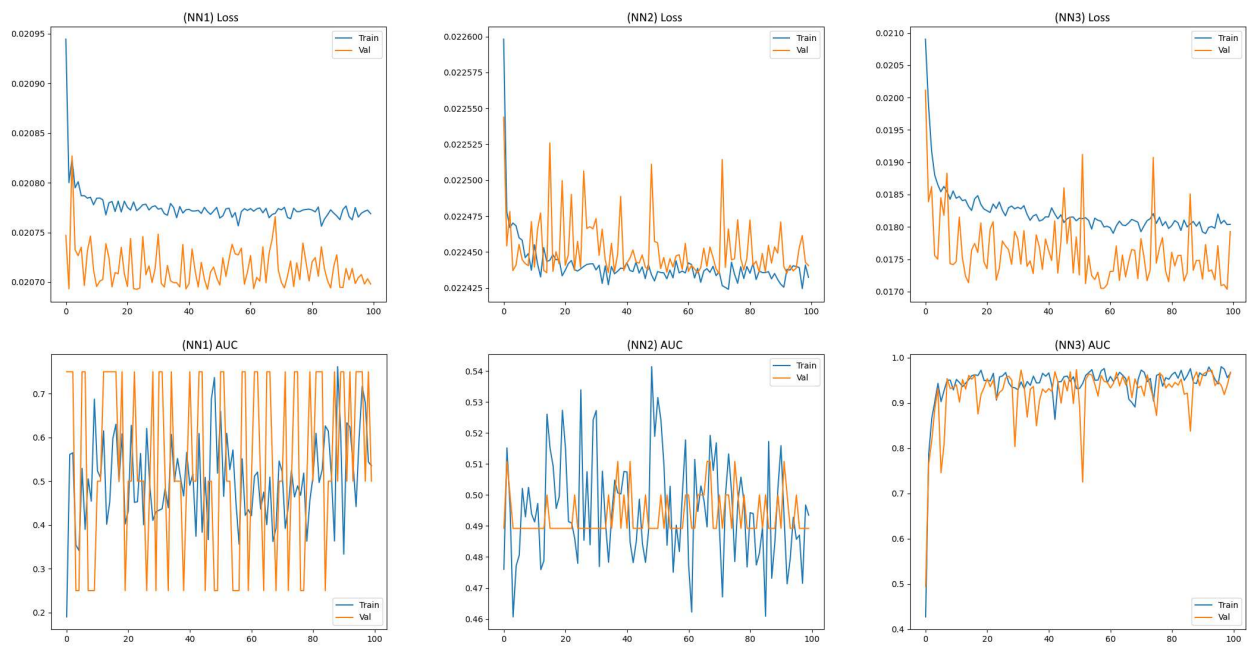 (NN1) Loss
0.02095
0.02090
0.02085
0.02080
0.02075
0.02070
0 20 40 60 80 100
Train
Val
(NN2) Loss
0.022600
0.022575
0.022550
0.022525
0.022500
0.022475
0.022450
0.022425
0 20 40 60 80 100
Train
Val
(NN3) Loss
0.0210
0.0205
0.0200
0.0195
0.0190
0.0185
0.0180
0.0175
0.0170
0 20 40 60 80 100
Train
Val
(NN1) AUC
0.7
0.6
0.5
0.4
0.3
0.2
0 20 40 60 80 100
Train
Val
(NN2) AUC
0.54
0.53
0.52
0.51
0.50
0.49
0.48
0.47
0.46
0 20 40 60 80 100
Train
Val
(NN3) AUC
1.0
0.9
0.8
0.7
0.6
0.5
0.4
0 20 40 60 80 100
Train
Val